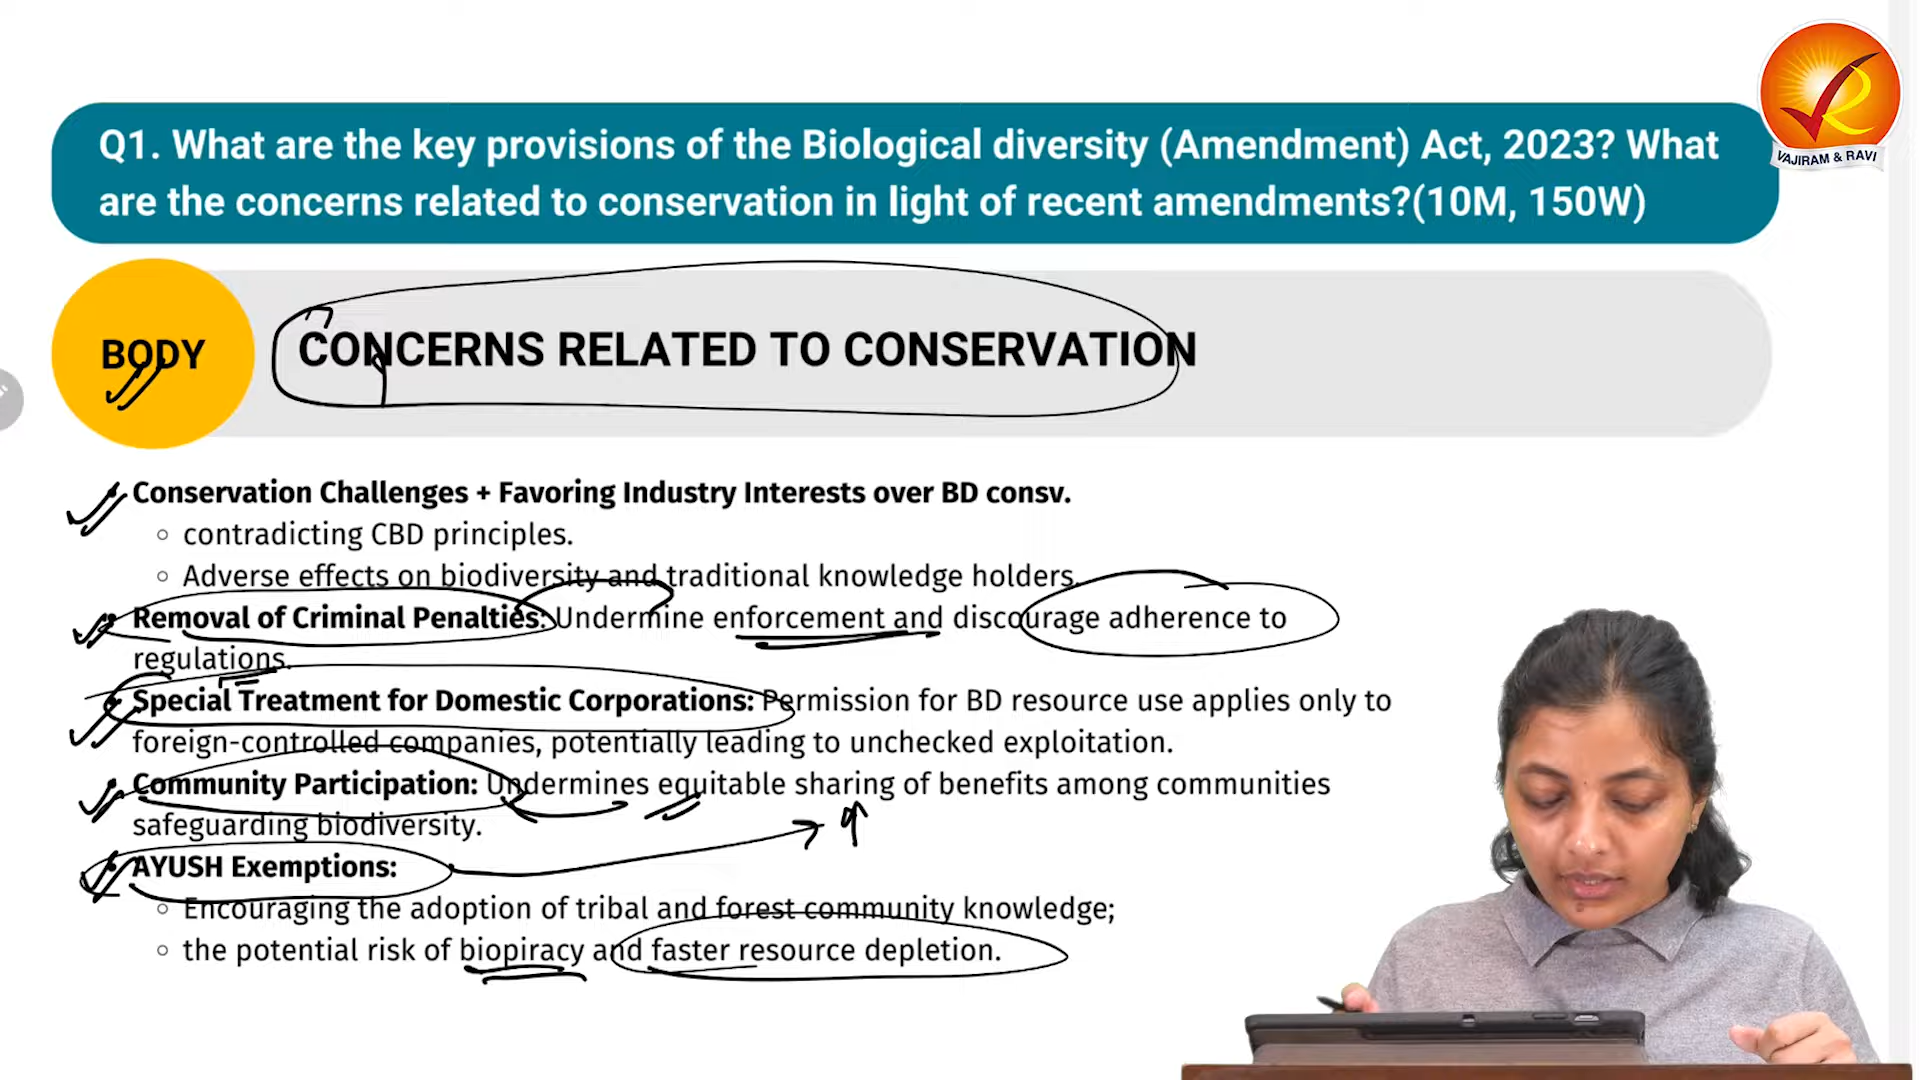 VAJIRAM & RAVI
Q1. What are the key provisions of the Biological diversity (Amendment) Act, 2023? What
are the concerns related to conservation in light of recent amendments?(10M, 150W)
BODY
CONCERNS RELATED TO CONSERVATION
• Conservation Challenges + Favoring Industry Interests over BD consv.
○ contradicting CBD principles.
○ Adverse effects on biodiversity and traditional knowledge holders.
• Removal of Criminal Penalties: Undermine enforcement and discourage adherence to
regulations.
• Special Treatment for Domestic Corporations: Permission for BD resource use applies only to
foreign-controlled companies, potentially leading to unchecked exploitation.
• Community Participation: Undermines equitable sharing of benefits among communities
safeguarding biodiversity.
• AYUSH Exemptions:
○ Encouraging the adoption of tribal and forest community knowledge;
○ the potential risk of biopiracy and faster resource depletion.